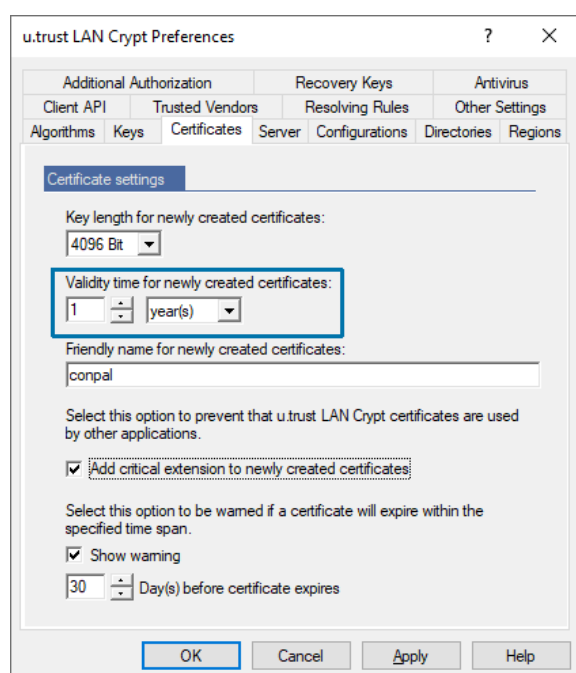 u.trust LAN Crypt Preferences ?
Additional Authorization Recovery Keys Antivirus
Client API Trusted Vendors Resolving Rules Other Settings
Algorithms Keys Certificates Server Configurations Directories Regions
Certificate settings
Key length for newly created certificates:
4096 Bit
Validity time for newly created certificates:
1 year(s)
Friendly name for newly created certificates:
conpal
Select this option to prevent that u.trust LAN Crypt certificates are used
by other applications.
Add critical extension to newly created certificates
Select this option to be warned if a certificate will expire within the
specified time span.
Show warning
30 Day(s) before certificate expires
OK Cancel Apply Help